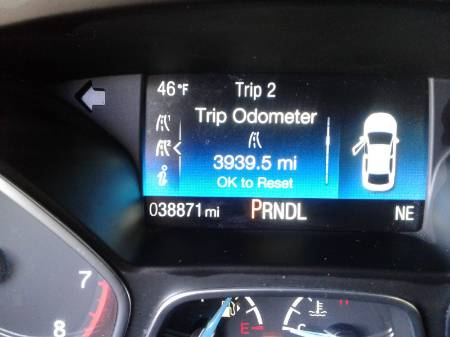 46°F Trip 2
Trip Odometer
3939.5 mi
OK to Reset
038871 mi PRNDL NE
7
8
E C H